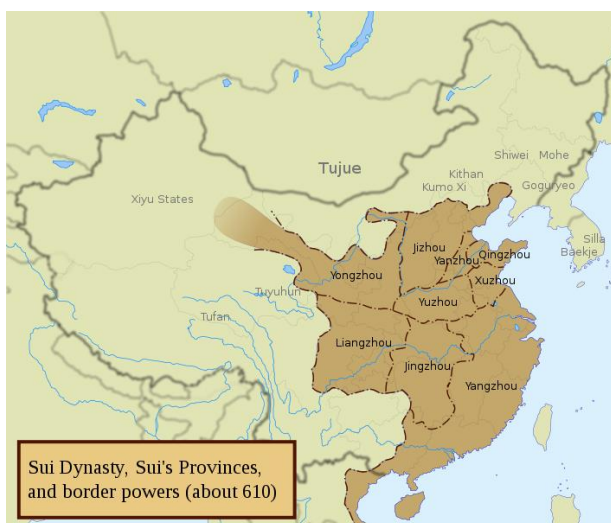 Shiwei Mohe
Tujue
Kithan
Kumo Xi
Goguryeo
Xiyu States
Silla
Baekje
Jizhou
Qingzhou
Yanzhou
Yongzhou
Xuzhou
Tuyuhun
Yuzhou
Tufan
Liangzhou
Jingzhou
Yangzhou
Sui Dynasty, Sui's Provinces,
and border powers (about 610)